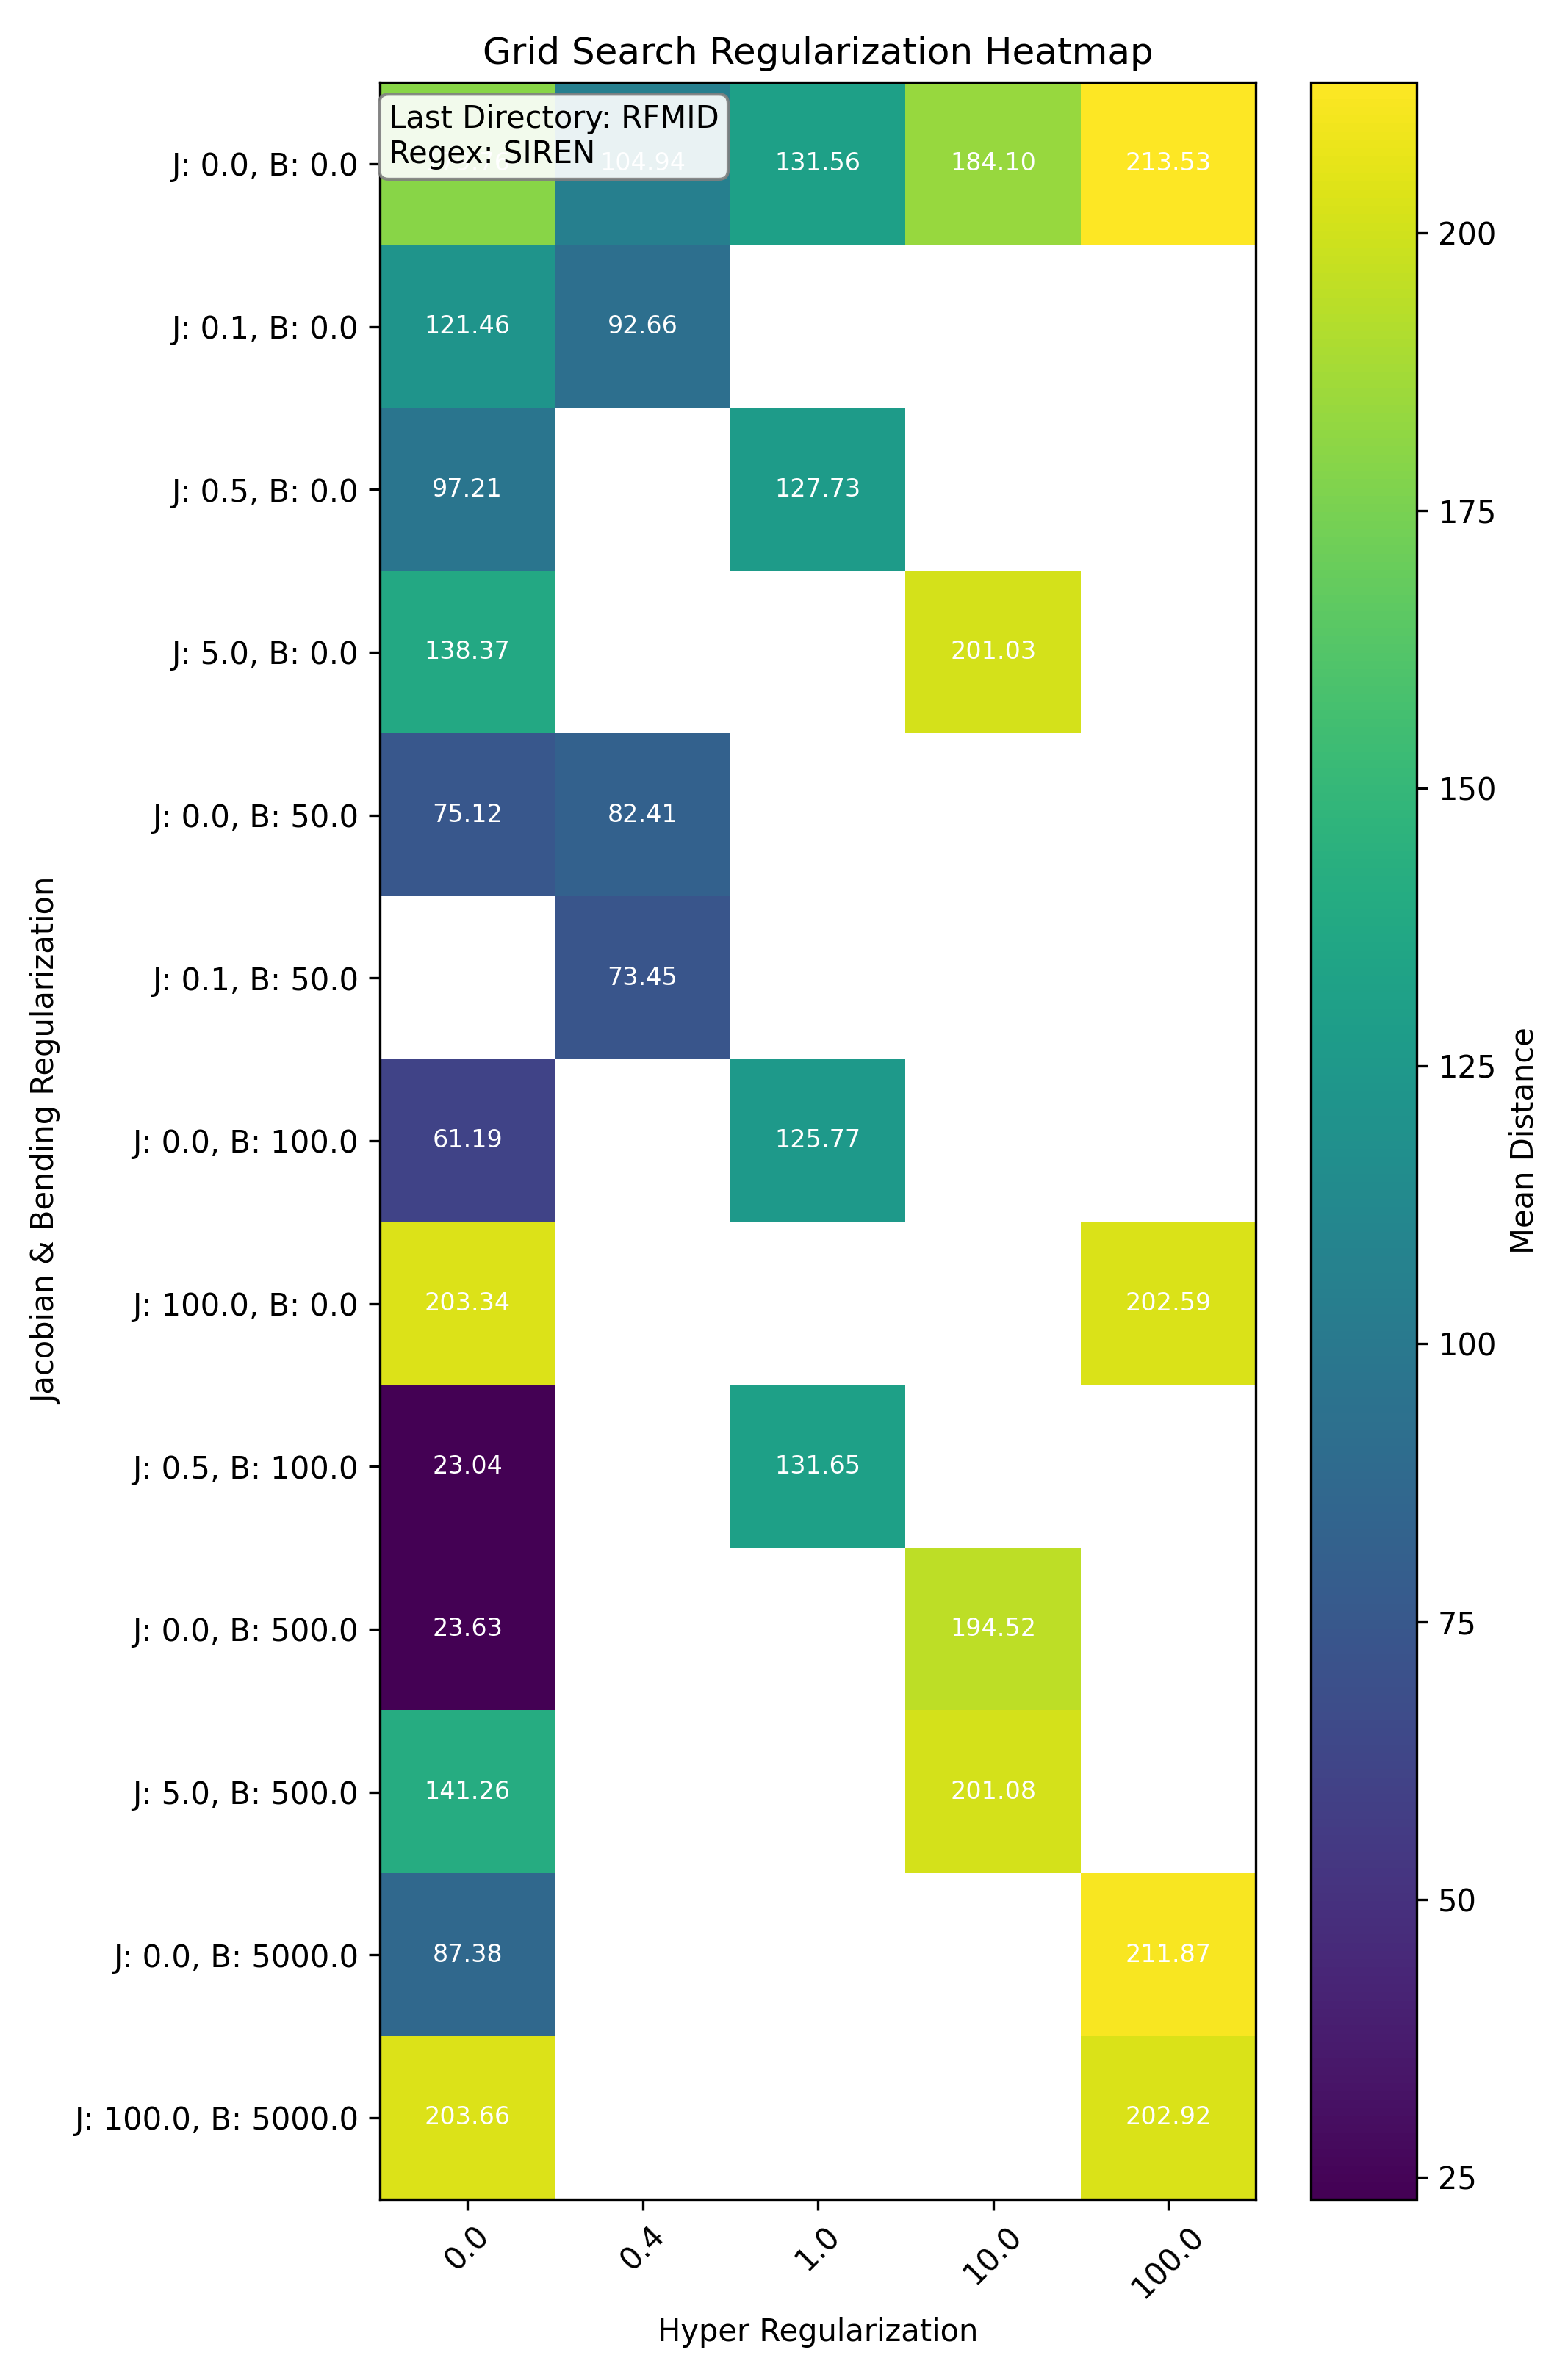 Grid Search Regularization Heatmap
Last Directory: RFMID
Regex: SIREN
J: 0.0, B: 0.0 104.94 131.56 184.10 213.53
J: 0.1, B: 0.0 121.46 92.66
J: 0.5, B: 0.0 97.21 127.73
J: 5.0, B: 0.0 138.37 201.03
J: 0.0, B: 50.0 75.12 82.41
J: 0.1, B: 50.0 73.45
J: 0.0, B: 100.0 61.19 125.77
J: 100.0, B: 0.0 203.34 202.59
J: 0.5, B: 100.0 23.04 131.65
J: 0.0, B: 500.0 23.63 194.52
J: 5.0, B: 500.0 141.26 201.08
J: 0.0, B: 5000.0 87.38 211.87
J: 100.0, B: 5000.0 203.66 202.92
0.0 0.4 1.0 10.0 100.0
Hyper Regularization
Jacobian & Bending Regularization
200
175
150
125
100
75
50
25
Mean Distance